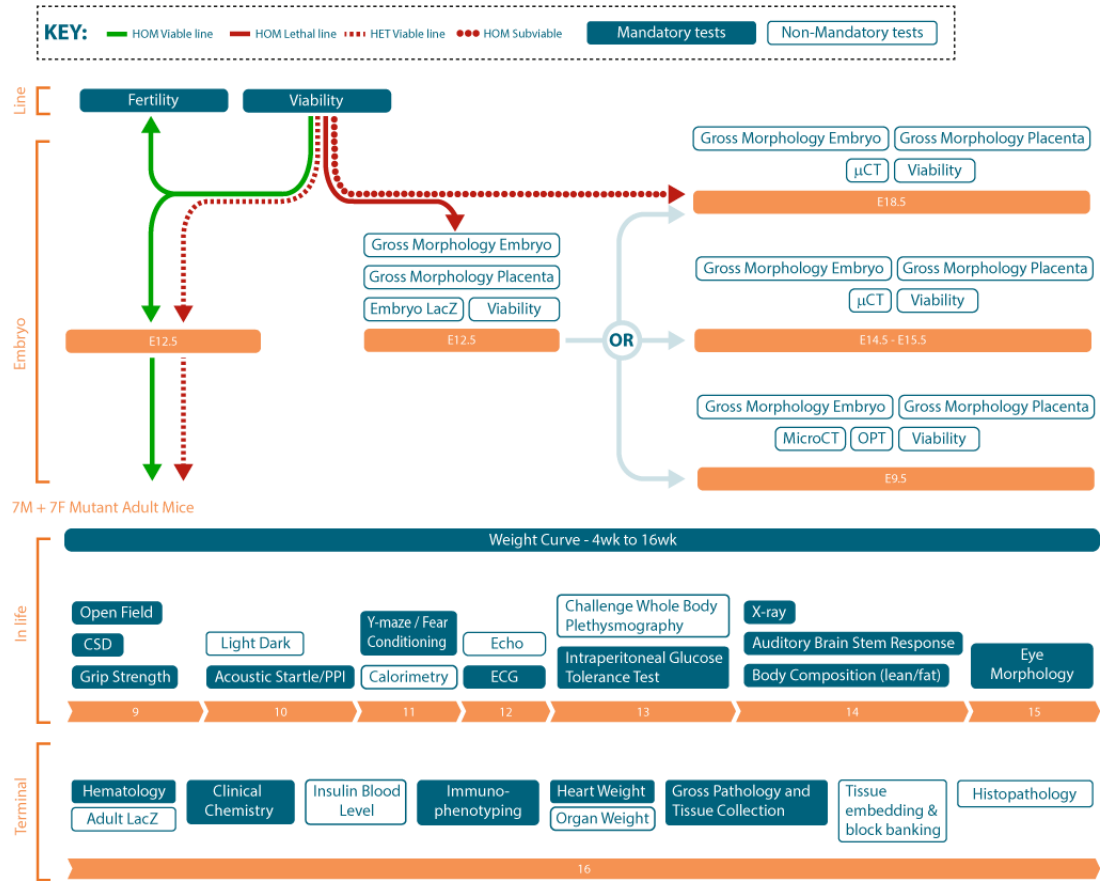 KEY: HOM Viable line HOM Lethal line HET Viable line HOM Subviable Mandatory tests Non-Mandatory tests
Line
Fertility
Viability
Embryo
Gross Morphology Embryo
Gross Morphology Placenta
μCT
Viability
E18.5
Gross Morphology Embryo
Gross Morphology Placenta
Embryo LacZ
Viability
E12.5
E12.5
OR
Gross Morphology Embryo
Gross Morphology Placenta
μCT
Viability
E14.5 - E15.5
Gross Morphology Embryo
Gross Morphology Placenta
MicroCT
OPT
Viability
E9.5
7M + 7F Mutant Adult Mice
In life
Weight Curve - 4wk to 16wk
Open Field
CSD
Grip Strength
Light Dark
Acoustic Startle/PPI
Y-maze / Fear
Conditioning
Calorimetry
Echo
ECG
Challenge Whole Body
Plethysmography
Intraperitoneal Glucose
Tolerance Test
X-ray
Auditory Brain Stem Response
Body Composition (lean/fat)
Eye
Morphology
9
10
11
12
13
14
15
Terminal
Hematology
Adult LacZ
Clinical
Chemistry
Insulin Blood
Level
Immuno-
phenotyping
Heart Weight
Organ Weight
Gross Pathology and
Tissue Collection
Tissue
embedding &
block banking
Histopathology
16